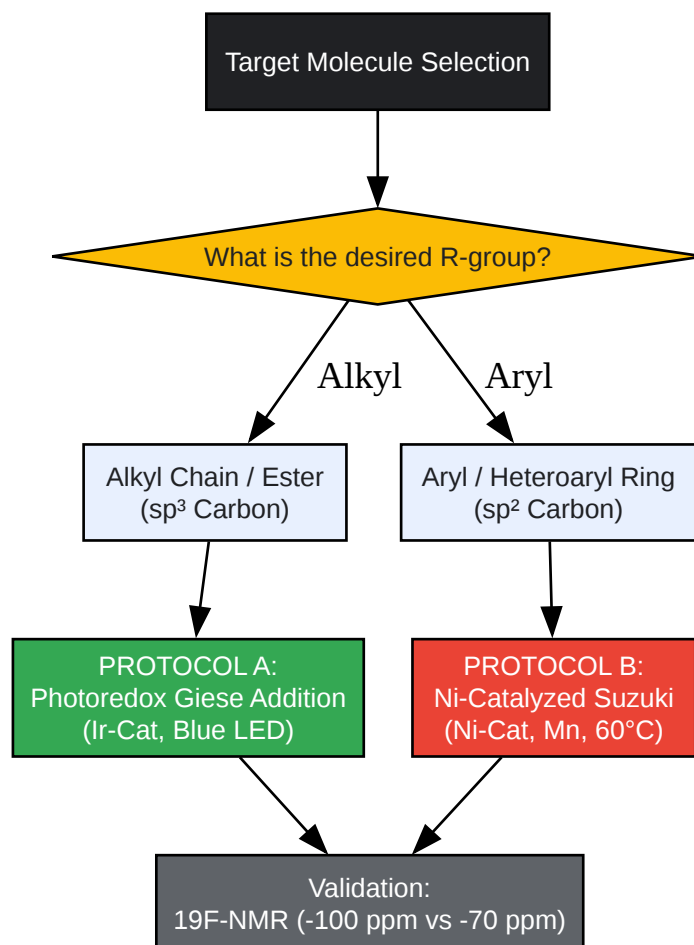 Target Molecule Selection
What is the desired R-group?
Alkyl
Aryl
Alkyl Chain / Ester
(sp³ Carbon)
Aryl / Heteroaryl Ring
(sp² Carbon)
PROTOCOL A:
Photoredox Giese Addition
(Ir-Cat, Blue LED)
PROTOCOL B:
Ni-Catalyzed Suzuki
(Ni-Cat, Mn, 60°C)
Validation:
19F-NMR (-100 ppm vs -70 ppm)